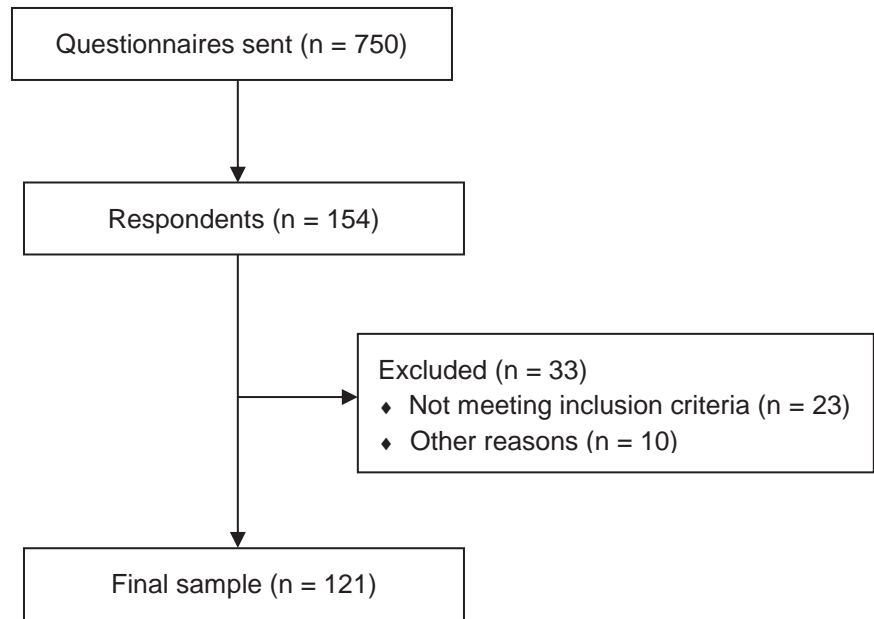 Questionnaires sent (n = 750)
Respondents (n = 154)
Excluded (n = 33)
♦ Not meeting inclusion criteria (n = 23)
♦ Other reasons (n = 10)
Final sample (n = 121)